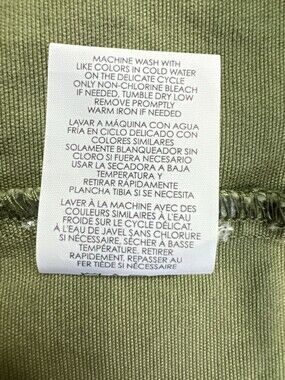 MACHINE WASH WITH
LIKE COLORS IN COLD WATER
ON THE DELICATE CYCLE
ONLY NON-CHLORINE BLEACH
IF NEEDED, TUMBLE DRY LOW
REMOVE PROMPTLY
WARM IRON IF NEEDED
LAVAR A MÁQUINA CON AGUA
FRÍA EN CICLO DELICADO CON
COLORES SIMILARES
SOLAMENTE BLANQUEADOR SIN
CLORO SI FUERA NECESARIO
USAR LA SECADORA A BAJA
TEMPERATURA Y
RETIRAR RÁPIDAMENTE
PLANCHA TIBIA SI SE NECESITA
LAVER À LA MACHINE AVEC DES
COULEURS SIMILAIRES À L'EAU
FROIDE SUR LE CYCLE DÉLICAT.
À L'EAU DE JAVEL SANS CHLORURE
SI NÉCESSAIRE, SÉCHER À BASSE
TEMPÉRATURE, RETIRER
RAPIDEMENT, REPASSER AU
FER TIÈDE SI NÉCESSAIRE